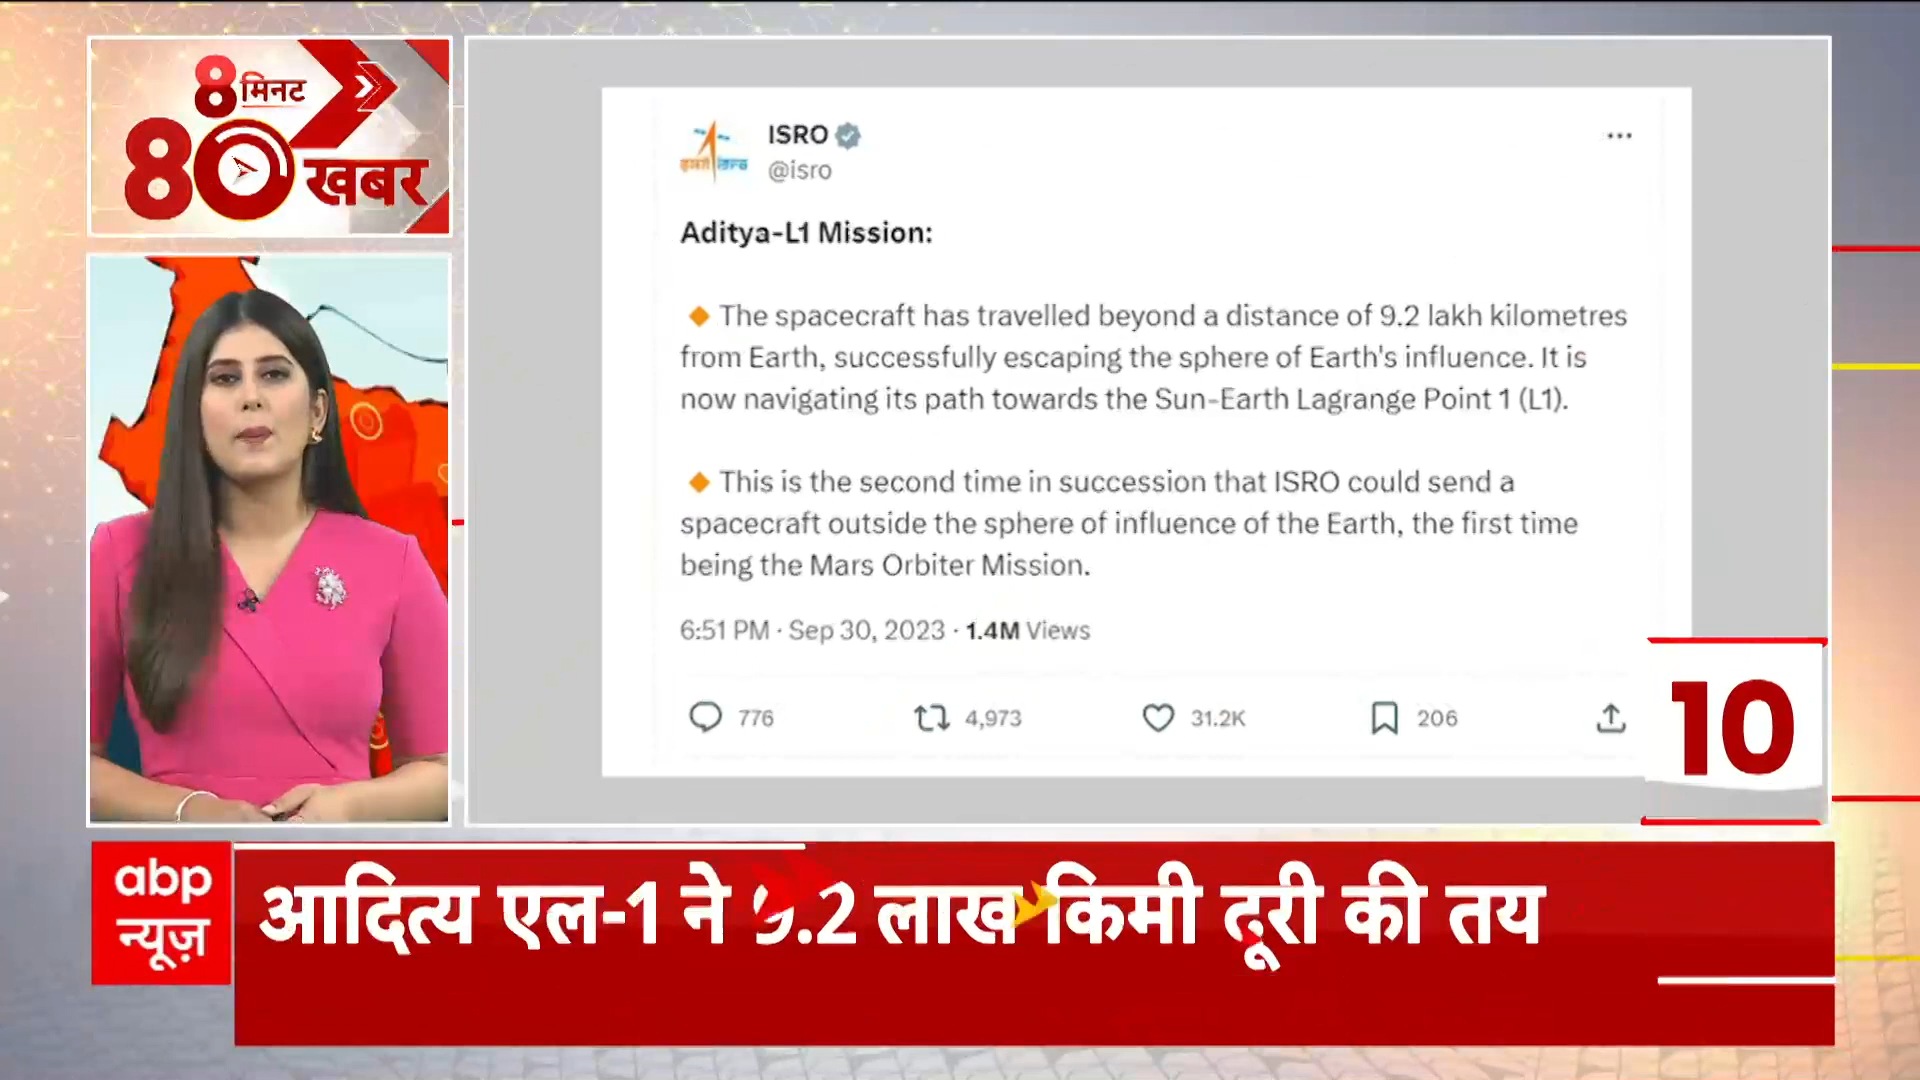 8 मिनट
80 खबर
ISRO
@isro
Aditya-L1 Mission:
🔸 The spacecraft has travelled beyond a distance of 9.2 lakh kilometres
from Earth, successfully escaping the sphere of Earth's influence. It is
now navigating its path towards the Sun-Earth Lagrange Point 1 (L1).
🔸 This is the second time in succession that ISRO could send a
spacecraft outside the sphere of influence of the Earth, the first time
being the Mars Orbiter Mission.
6:51 PM · Sep 30, 2023 · 1.4M Views
776 4,973 31.2K 206
10
abp
न्यूज़
आदित्य एल-1 ने 9.2 लाख किमी दूरी की तय